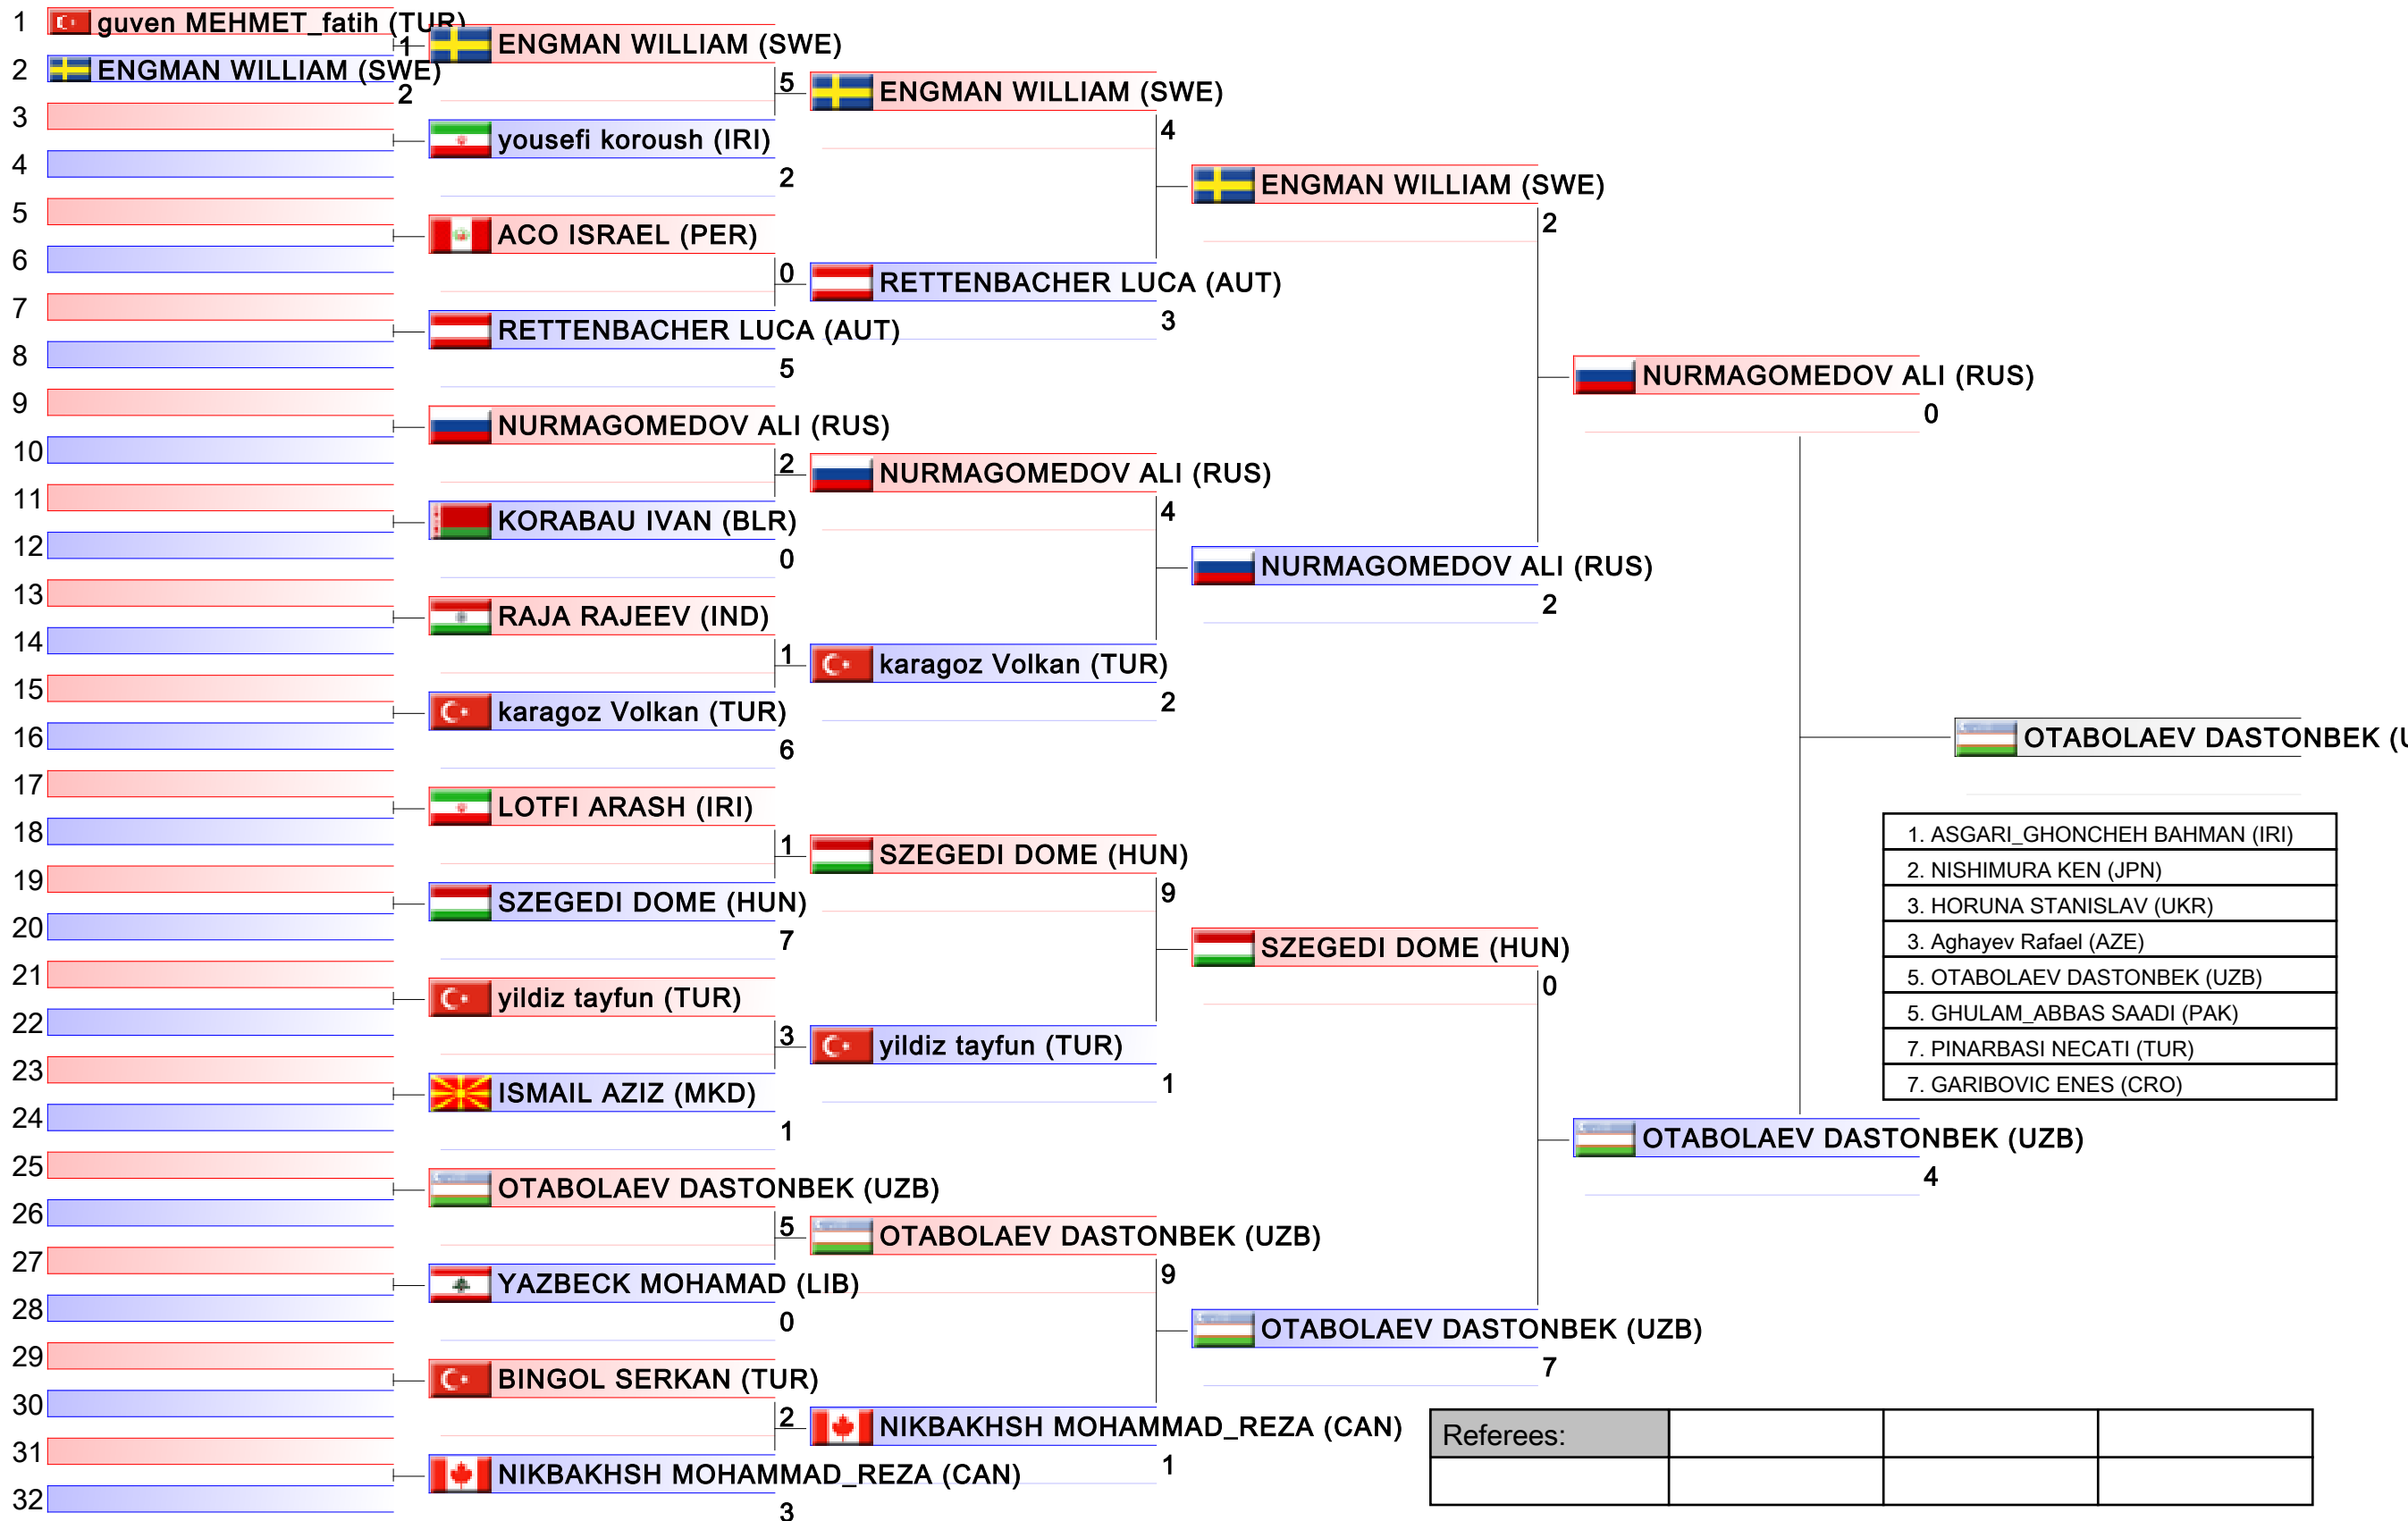 1 guven MEHMET_fatih (TUR)
1
2 ENGMAN WILLIAM (SWE)
2
3
4
5
6
7
8
9
10
11
12
13
14
15
16
17
18
19
20
21
22
23
24
25
26
27
28
29
30
31
32
ENGMAN WILLIAM (SWE)
5
yousefi koroush (IRI)
2
ACO ISRAEL (PER)
0
RETTENBACHER LUCA (AUT)
5
NURMAGOMEDOV ALI (RUS)
2
KORABAU IVAN (BLR)
0
RAJA RAJEEV (IND)
1
karagoz Volkan (TUR)
6
LOTFI ARASH (IRI)
1
SZEGEDI DOME (HUN)
7
yildiz tayfun (TUR)
3
ISMAIL AZIZ (MKD)
1
OTABOLAEV DASTONBEK (UZB)
5
YAZBECK MOHAMAD (LIB)
0
BINGOL SERKAN (TUR)
2
NIKBAKHSH MOHAMMAD_REZA (CAN)
3
ENGMAN WILLIAM (SWE)
4
RETTENBACHER LUCA (AUT)
3
NURMAGOMEDOV ALI (RUS)
4
karagoz Volkan (TUR)
2
SZEGEDI DOME (HUN)
9
yildiz tayfun (TUR)
1
OTABOLAEV DASTONBEK (UZB)
9
NIKBAKHSH MOHAMMAD_REZA (CAN)
1
ENGMAN WILLIAM (SWE)
2
NURMAGOMEDOV ALI (RUS)
2
SZEGEDI DOME (HUN)
0
OTABOLAEV DASTONBEK (UZB)
7
NURMAGOMEDOV ALI (RUS)
0
OTABOLAEV DASTONBEK (UZB)
4
OTABOLAEV DASTONBEK (U
1. ASGARI_GHONCHEH BAHMAN (IRI)
2. NISHIMURA KEN (JPN)
3. HORUNA STANISLAV (UKR)
3. Aghayev Rafael (AZE)
5. OTABOLAEV DASTONBEK (UZB)
5. GHULAM_ABBAS SAADI (PAK)
7. PINARBASI NECATI (TUR)
7. GARIBOVIC ENES (CRO)
Referees: